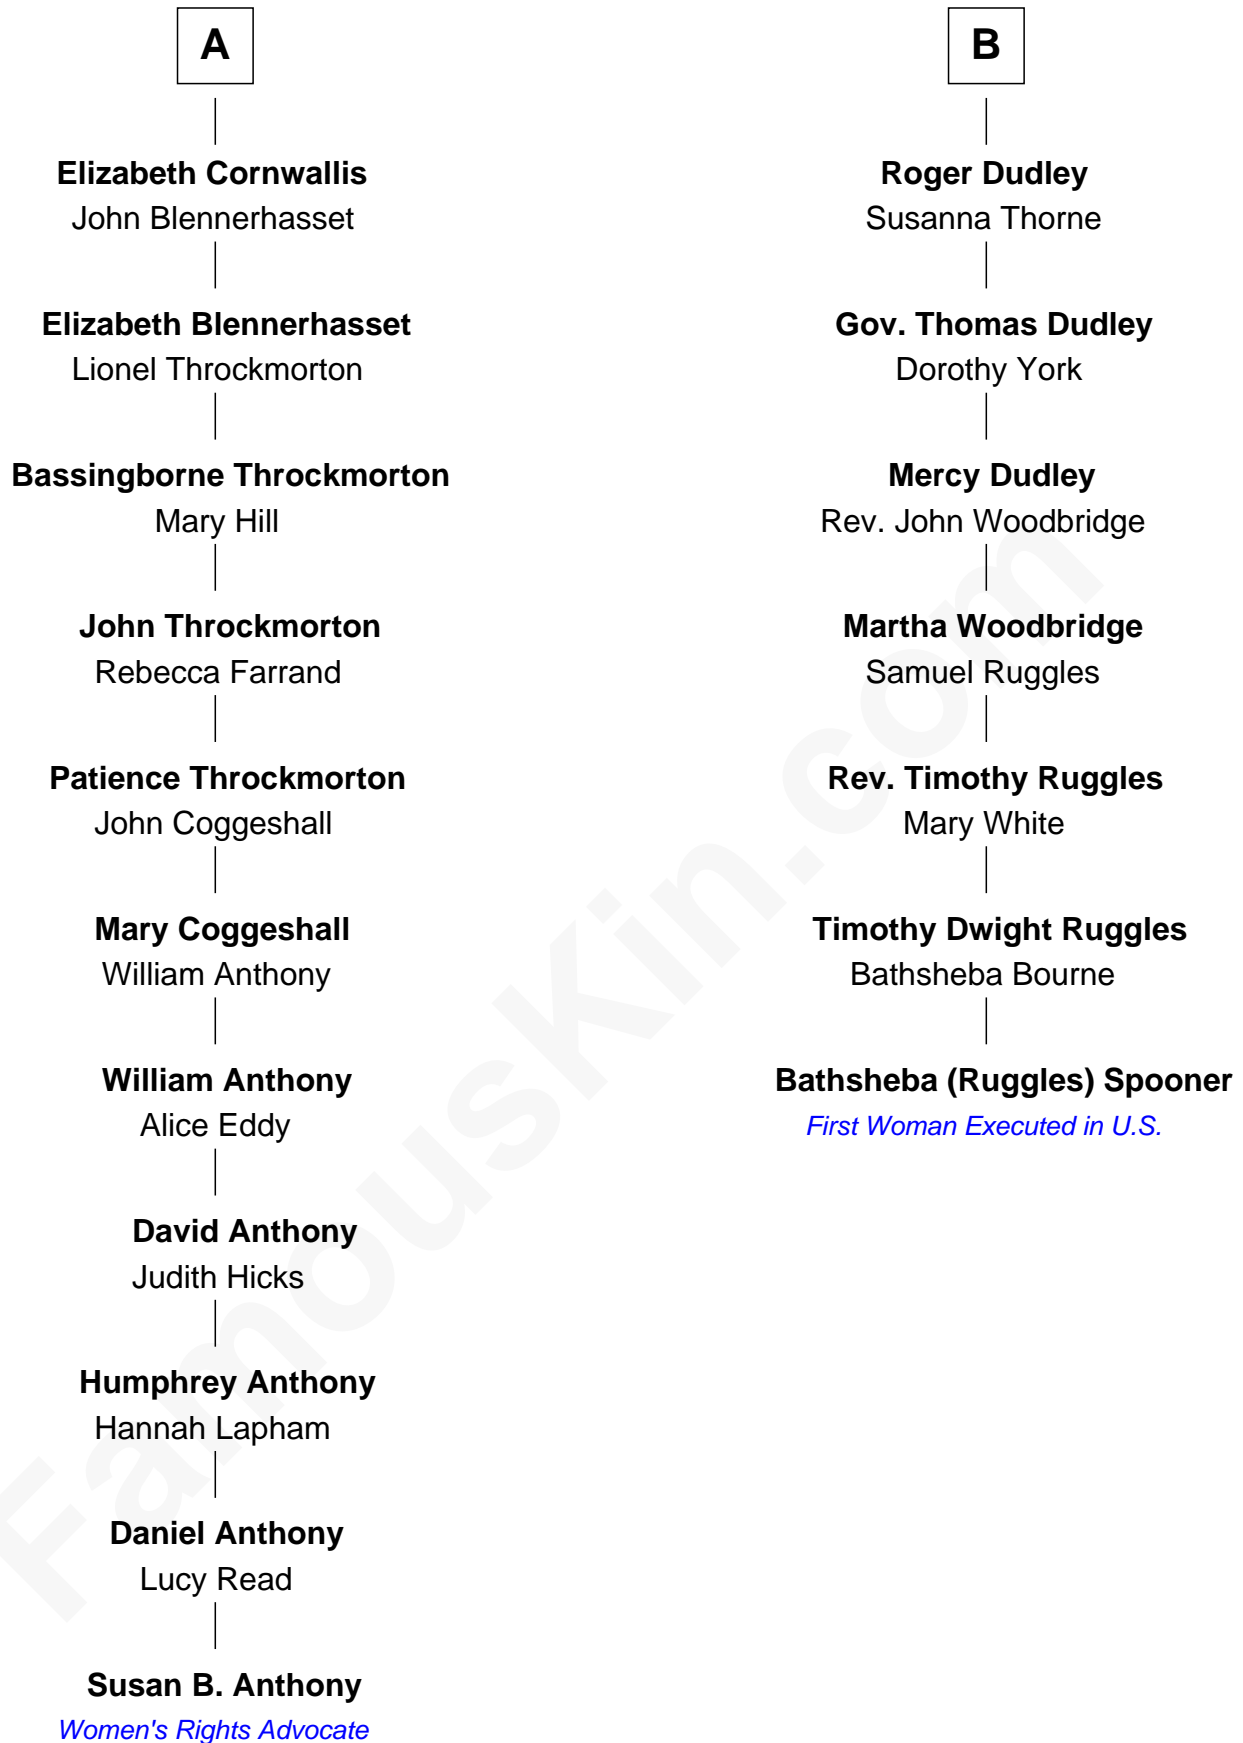 A
Elizabeth Cornwallis
John Blennerhasset
Elizabeth Blennerhasset
Lionel Throckmorton
Bassingborne Throckmorton
Mary Hill
John Throckmorton
Rebecca Farrand
Patience Throckmorton
John Coggeshall
Mary Coggeshall
William Anthony
William Anthony
Alice Eddy
David Anthony
Judith Hicks
Humphrey Anthony
Hannah Lapham
Daniel Anthony
Lucy Read
Susan B. Anthony
Women's Rights Advocate
B
Roger Dudley
Susanna Thorne
Gov. Thomas Dudley
Dorothy York
Mercy Dudley
Rev. John Woodbridge
Martha Woodbridge
Samuel Ruggles
Rev. Timothy Ruggles
Mary White
Timothy Dwight Ruggles
Bathsheba Bourne
Bathsheba (Ruggles) Spooner
First Woman Executed in U.S.
FamousKin.com